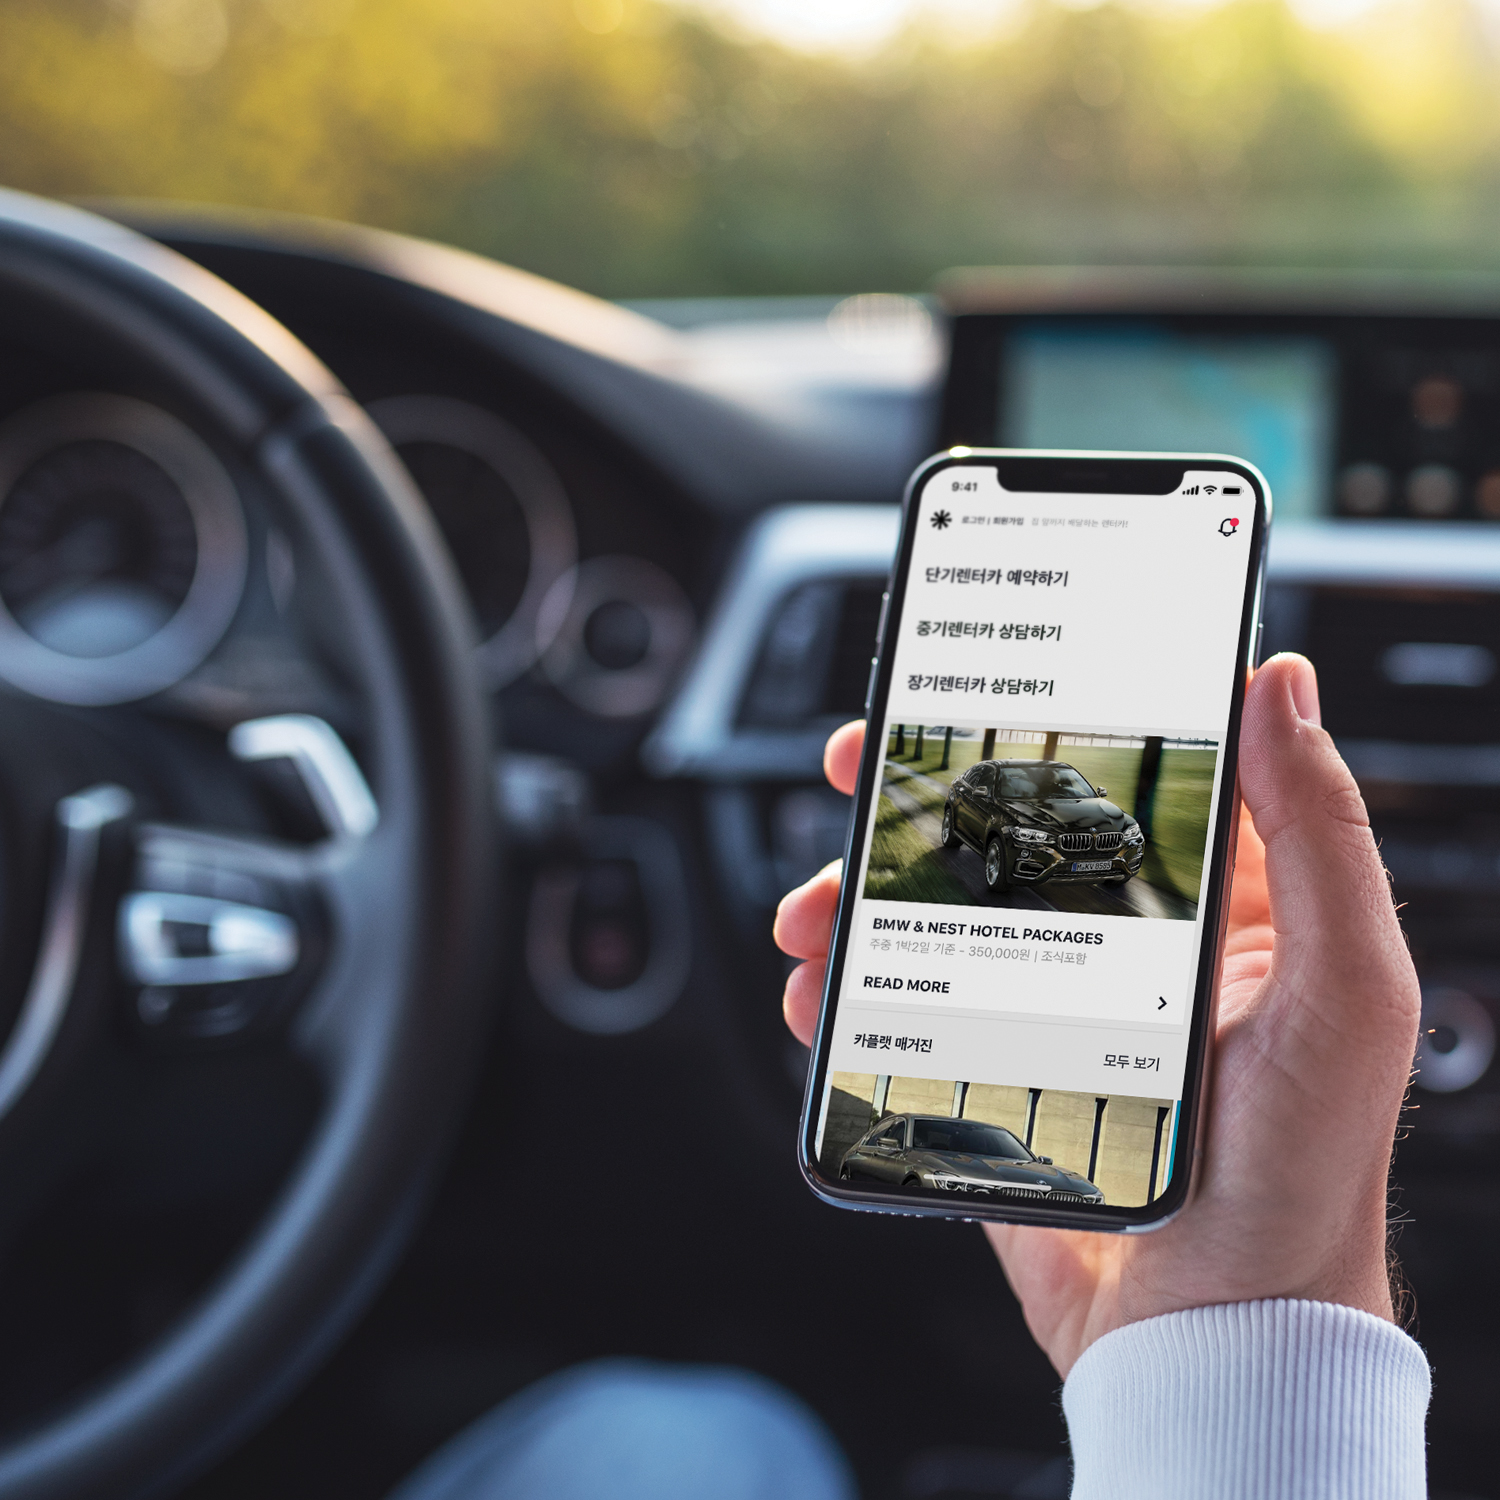 9:41
로그인 | 회원가입 집 앞까지 배달하는 렌터카!
단기렌터카 예약하기
중기렌터카 상담하기
장기렌터카 상담하기
BMW & NEST HOTEL PACKAGES
주중 1박2일 기준 - 350,000원 | 조식포함
READ MORE
카플랫 매거진
모두 보기